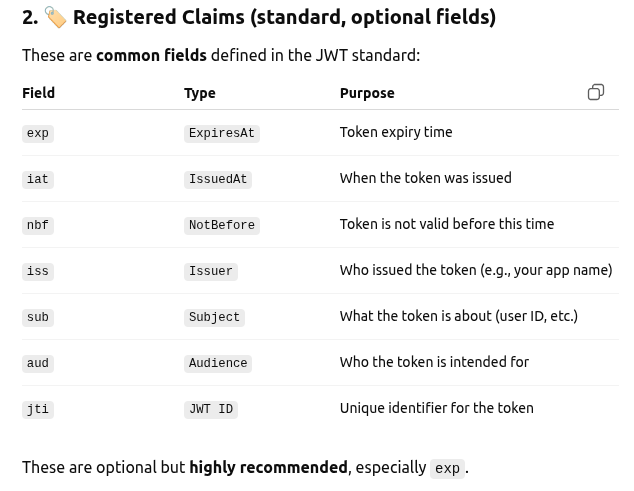 2. 🏷️ Registered Claims (standard, optional fields)
These are common fields defined in the JWT standard:
Field Type Purpose
exp ExpiresAt Token expiry time
iat IssuedAt When the token was issued
nbf NotBefore Token is not valid before this time
iss Issuer Who issued the token (e.g., your app name)
sub Subject What the token is about (user ID, etc.)
aud Audience Who the token is intended for
jti JWT ID Unique identifier for the token
These are optional but highly recommended, especially exp.